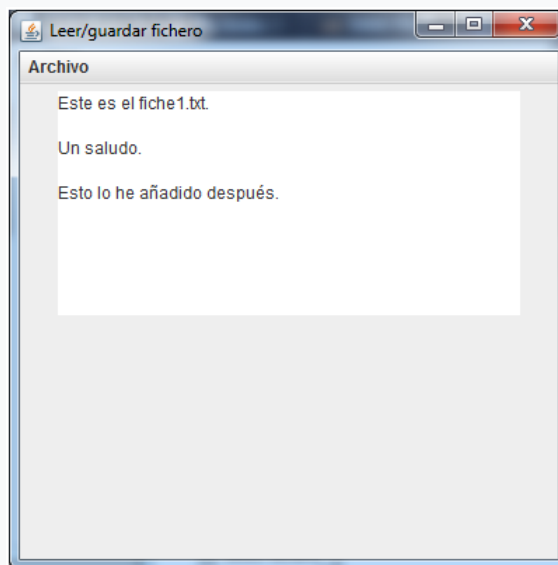 Leer/guardar fichero
Archivo
Este es el fiche1.txt.
Un saludo.
Esto lo he añadido después.